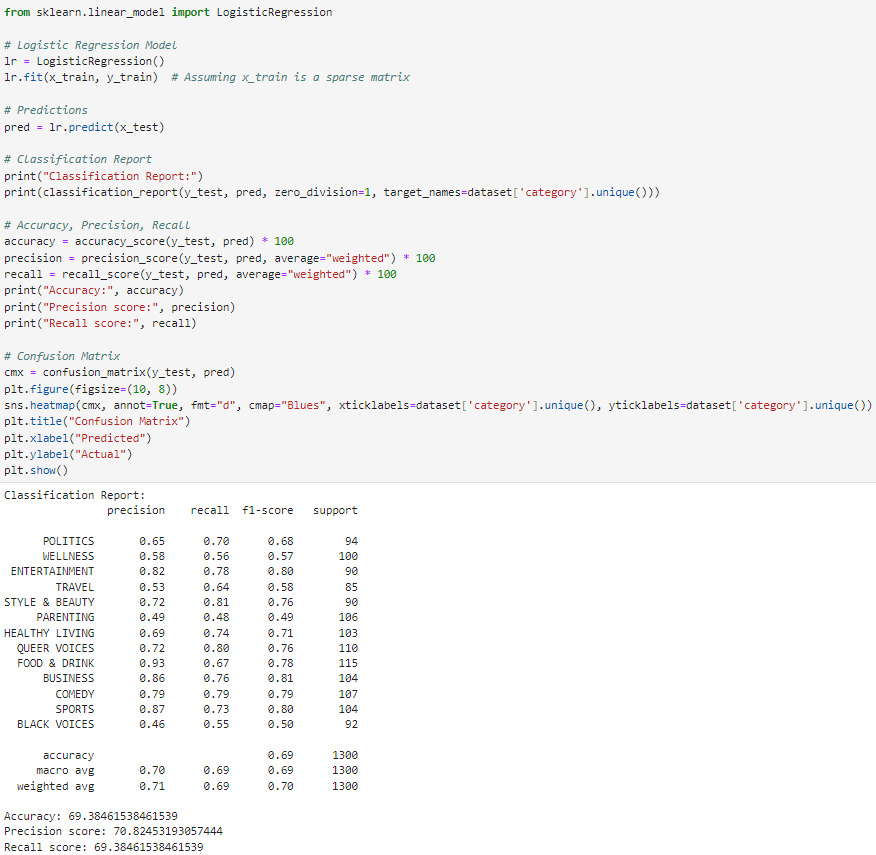 from sklearn.linear_model import LogisticRegression
# Logistic Regression Model
lr = LogisticRegression()
lr.fit(x_train, y_train)  # Assuming x_train is a sparse matrix
# Predictions
pred = lr.predict(x_test)
# Classification Report
print("Classification Report:")
print(classification_report(y_test, pred, zero_division=1, target_names=dataset['category'].unique()))
# Accuracy, Precision, Recall
accuracy = accuracy_score(y_test, pred) * 100
precision = precision_score(y_test, pred, average="weighted") * 100
recall = recall_score(y_test, pred, average="weighted") * 100
print("Accuracy:", accuracy)
print("Precision score:", precision)
print("Recall score:", recall)
# Confusion Matrix
cmx = confusion_matrix(y_test, pred)
plt.figure(figsize=(10, 8))
sns.heatmap(cmx, annot=True, fmt="d", cmap="Blues", xticklabels=dataset['category'].unique(), yticklabels=dataset['category'].unique())
plt.title("Confusion Matrix")
plt.xlabel("Predicted")
plt.ylabel("Actual")
plt.show()
Classification Report:
precision recall f1-score support
POLITICS 0.65 0.70 0.68 94
WELLNESS 0.58 0.56 0.57 100
ENTERTAINMENT 0.82 0.78 0.80 90
TRAVEL 0.53 0.64 0.58 85
STYLE & BEAUTY 0.72 0.81 0.76 90
PARENTING 0.49 0.48 0.49 106
HEALTHY LIVING 0.69 0.74 0.71 103
QUEER VOICES 0.72 0.80 0.76 110
FOOD & DRINK 0.93 0.67 0.78 115
BUSINESS 0.86 0.76 0.81 104
COMEDY 0.79 0.79 0.79 107
SPORTS 0.87 0.73 0.80 104
BLACK VOICES 0.46 0.55 0.50 92
accuracy 0.69 1300
macro avg 0.70 0.69 0.69 1300
weighted avg 0.71 0.69 0.70 1300
Accuracy: 69.38461538461539
Precision score: 70.82453193057444
Recall score: 69.38461538461539